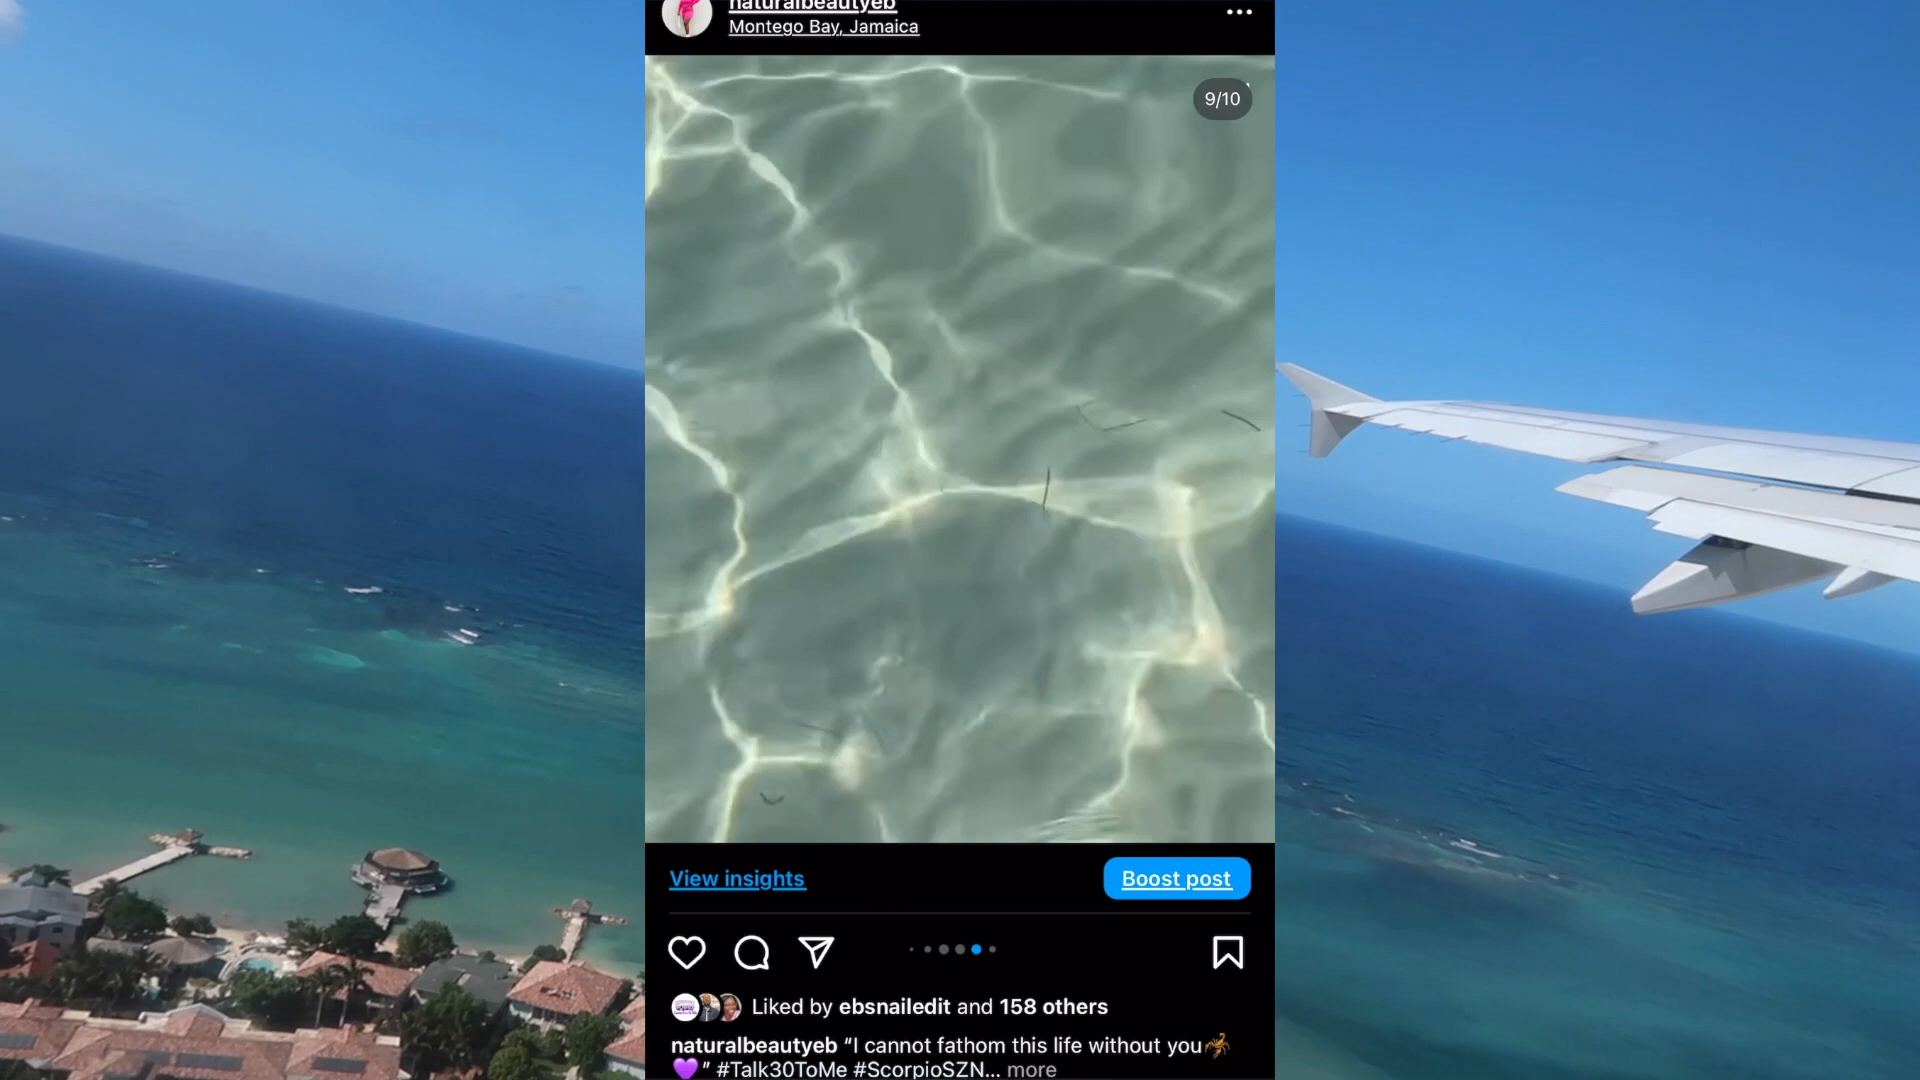 naturalbeautyeb
Montego Bay, Jamaica
9/10
View insights
Boost post
Liked by ebsnailedit and 158 others
naturalbeautyeb “I cannot fathom this life without you🦂
💜” #Talk30ToMe #ScorpioSZN... more